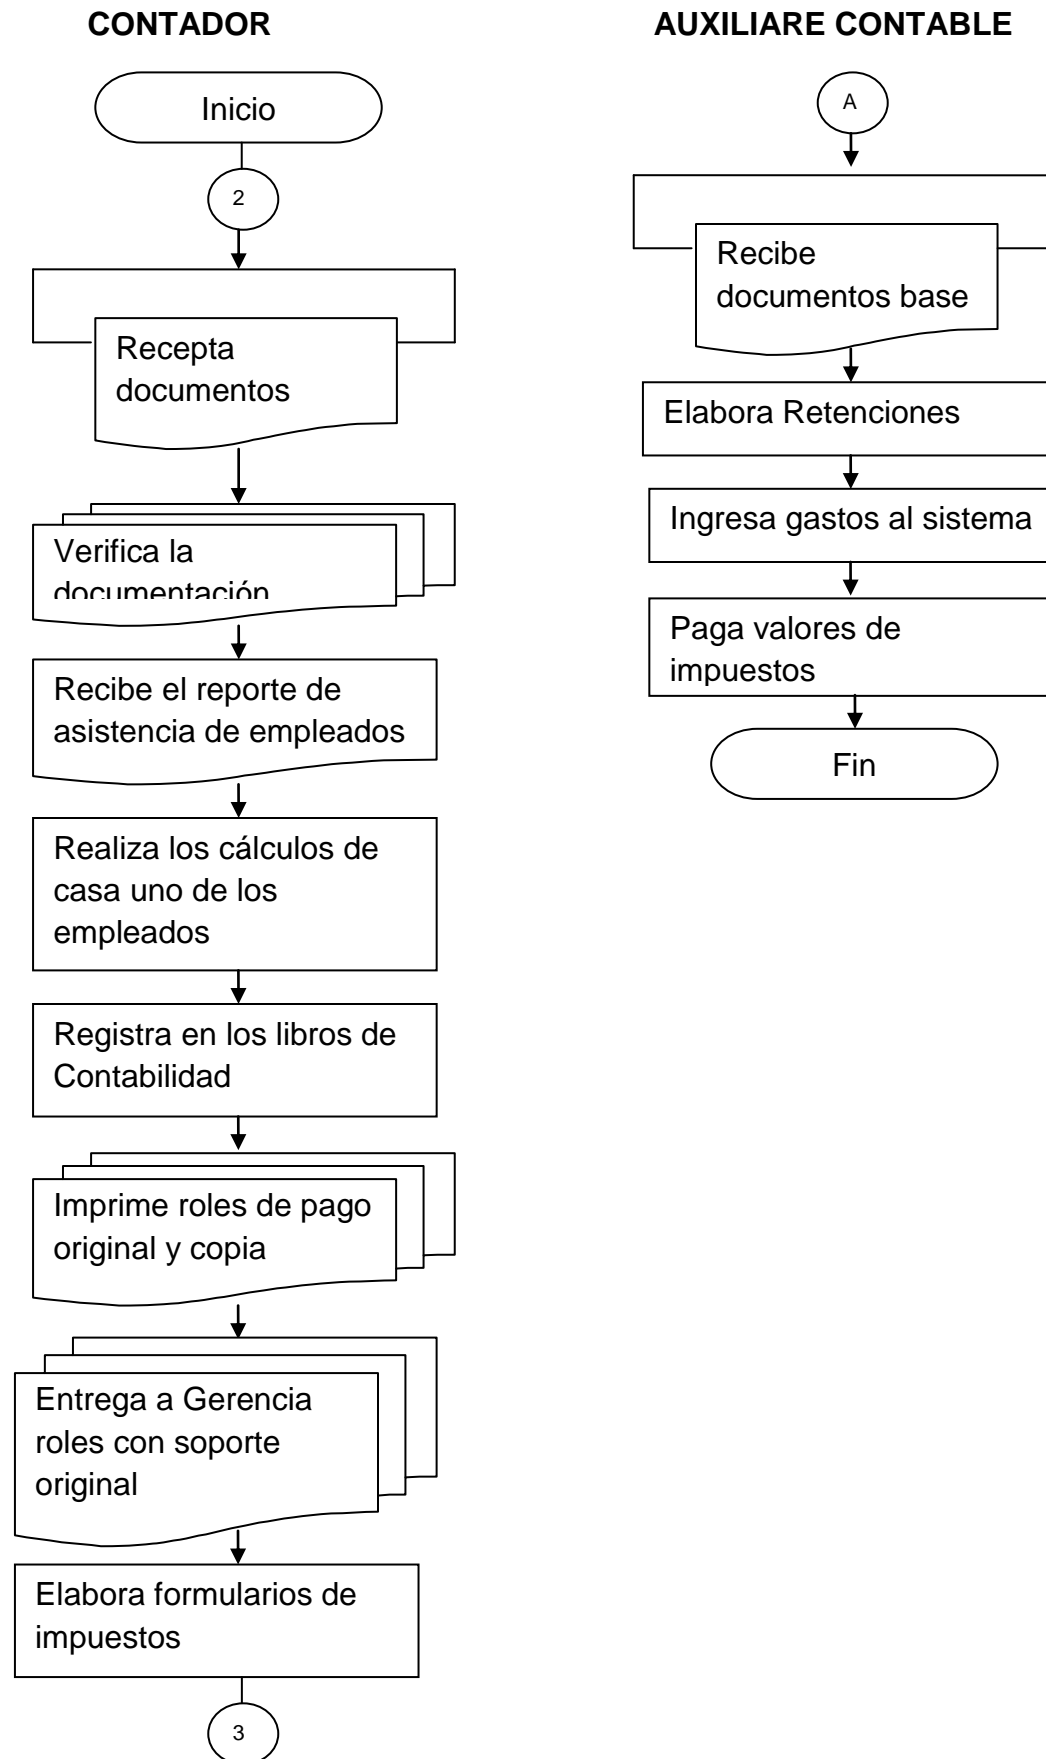 CONTADOR
Inicio
2
Recepta
documentos
Verifica la
documentación
Recibe el reporte de
asistencia de empleados
Realiza los cálculos de
casa uno de los
empleados
Registra en los libros de
Contabilidad
Imprime roles de pago
original y copia
Entrega a Gerencia
roles con soporte
original
Elabora formularios de
impuestos
3
AUXILIARE CONTABLE
A
Recibe
documentos base
Elabora Retenciones
Ingresa gastos al sistema
Paga valores de
impuestos
Fin